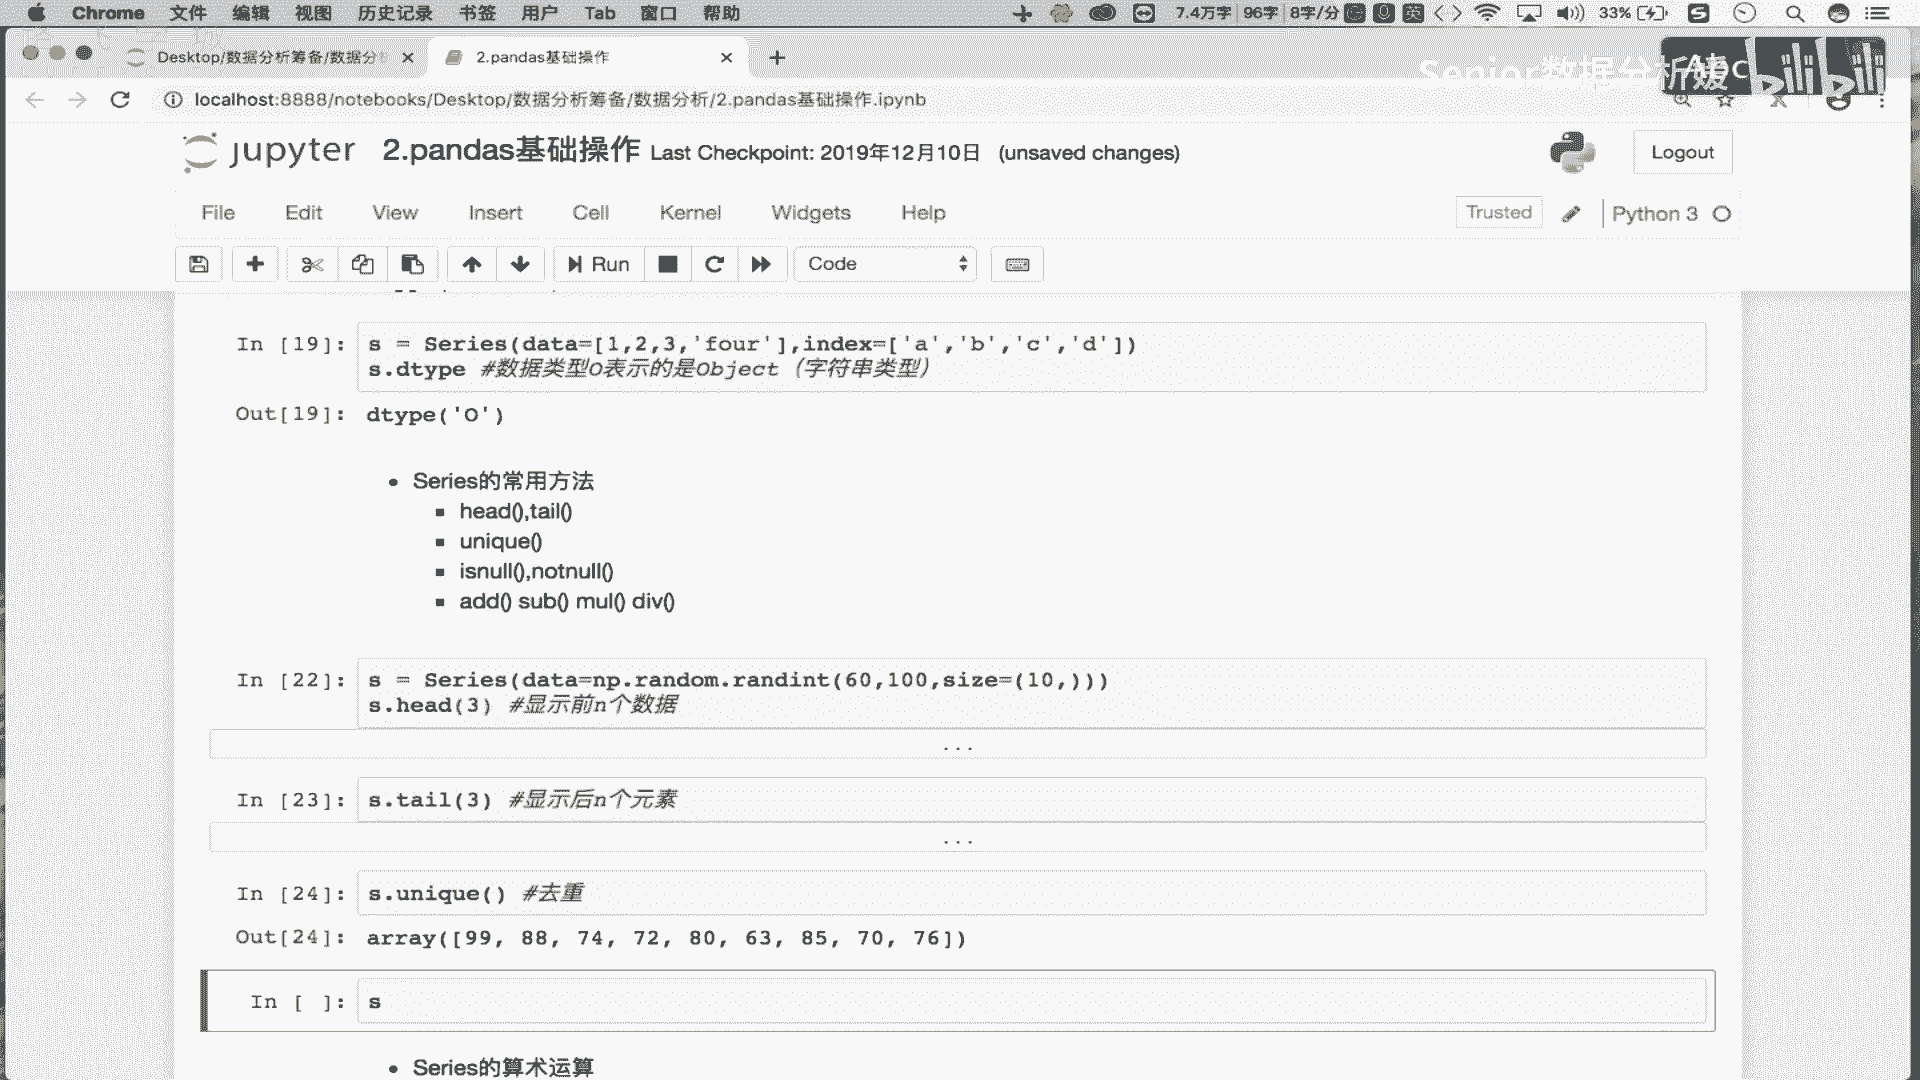 Chrome 文件 编辑 视图 历史记录 书签 用户 Tab 窗口 帮助 7.4万字 96字 8字/分 英 33%
Desktop/数据分析筹备/数据分析
2.pandas基础操作
Senior数据分析媛
bilibili
localhost:8888/notebooks/Desktop/数据分析筹备/数据分析/2.pandas基础操作.ipynb
jupyter 2.pandas基础操作 Last Checkpoint: 2019年12月10日 (unsaved changes)
Logout
File Edit View Insert Cell Kernel Widgets Help Trusted Python 3
Run Code
In [19]: s = Series(data=[1,2,3,'four'],index=['a','b','c','d'])
s.dtype #数据类型O表示的是Object（字符串类型）
Out[19]: dtype('O')
Series的常用方法
head(),tail()
unique()
isnull(),notnull()
add() sub() mul() div()
In [22]: s = Series(data=np.random.randint(60,100,size=(10,)))
s.head(3) #显示前n个数据
...
In [23]: s.tail(3) #显示后n个元素
...
In [24]: s.unique() #去重
Out[24]: array([99, 88, 74, 72, 80, 63, 85, 70, 76])
In [ ]: s
Series的算术运算